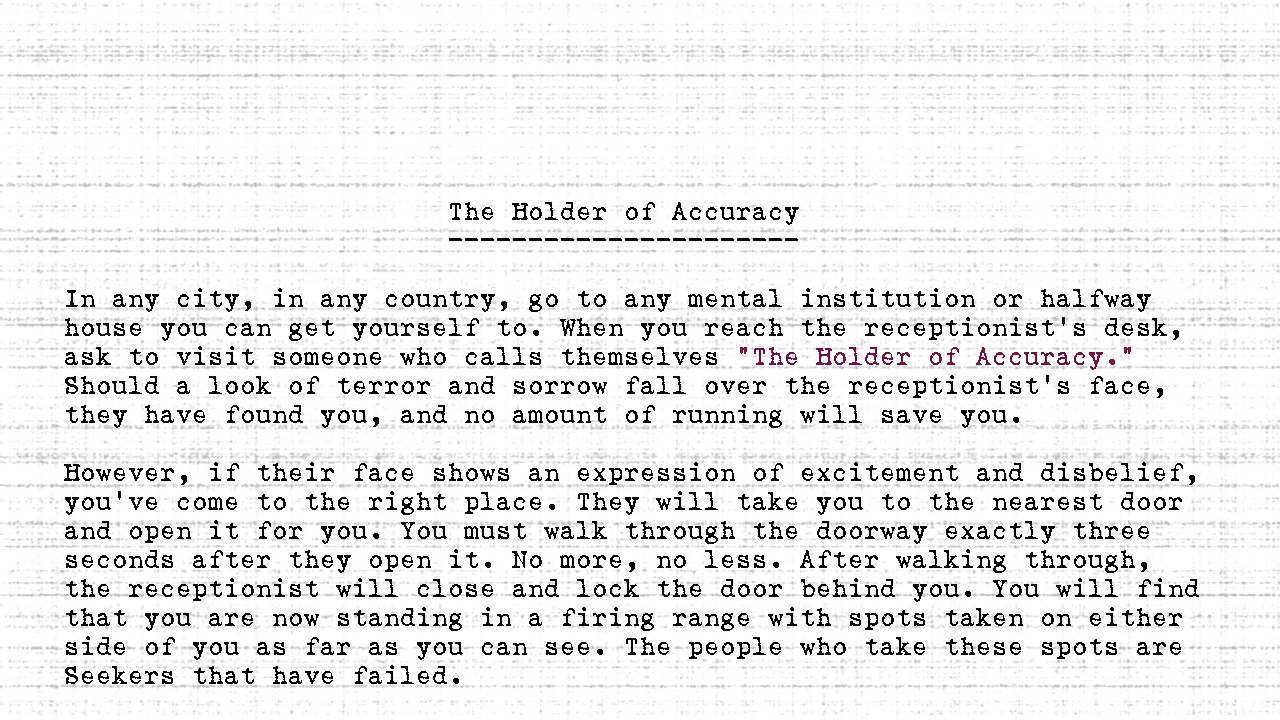 The Holder of Accuracy
----------------------
In any city, in any country, go to any mental institution or halfway
house you can get yourself to. When you reach the receptionist's desk,
ask to visit someone who calls themselves "The Holder of Accuracy."
Should a look of terror and sorrow fall over the receptionist's face,
they have found you, and no amount of running will save you.
However, if their face shows an expression of excitement and disbelief,
you've come to the right place. They will take you to the nearest door
and open it for you. You must walk through the doorway exactly three
seconds after they open it. No more, no less. After walking through,
the receptionist will close and lock the door behind you. You will find
that you are now standing in a firing range with spots taken on either
side of you as far as you can see. The people who take these spots are
Seekers that have failed.